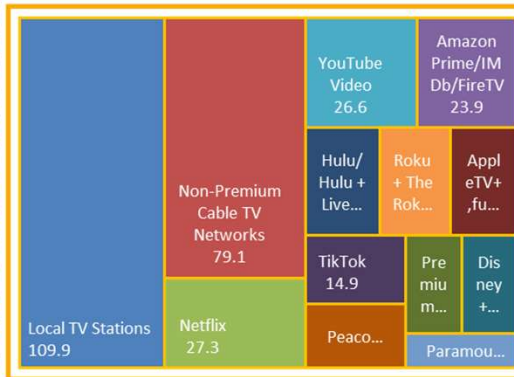 Local TV Stations
109.9
Non-Premium
Cable TV
Networks
79.1
Netflix
27.3
YouTube
Video
26.6
Amazon
Prime/IM
Db/FireTV
23.9
Hulu/
Hulu +
Live...
Roku
+ The
Rok...
Appl
eTV+
,fu...
TikTok
14.9
Pre
miu
m...
Dis
ney
+...
Peaco...
Paramou...